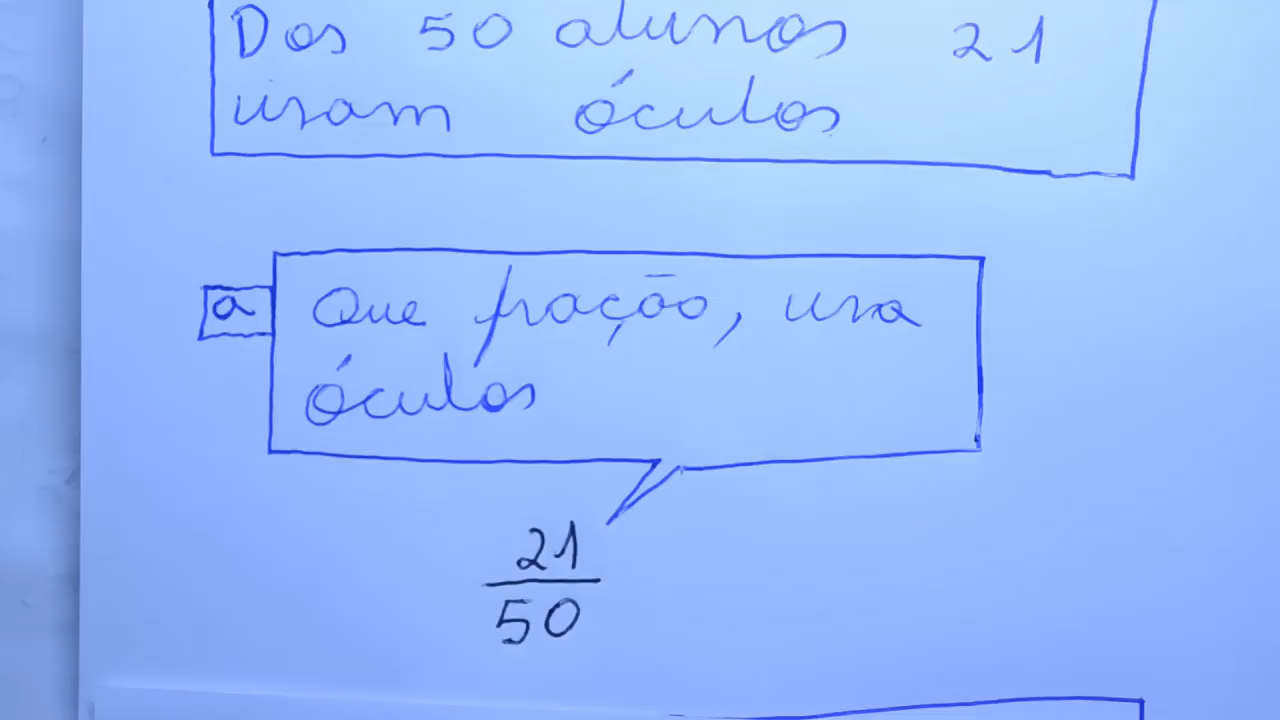 Dos 50 alunos 21
usam óculos
a Que fração, usa
óculos
21
50